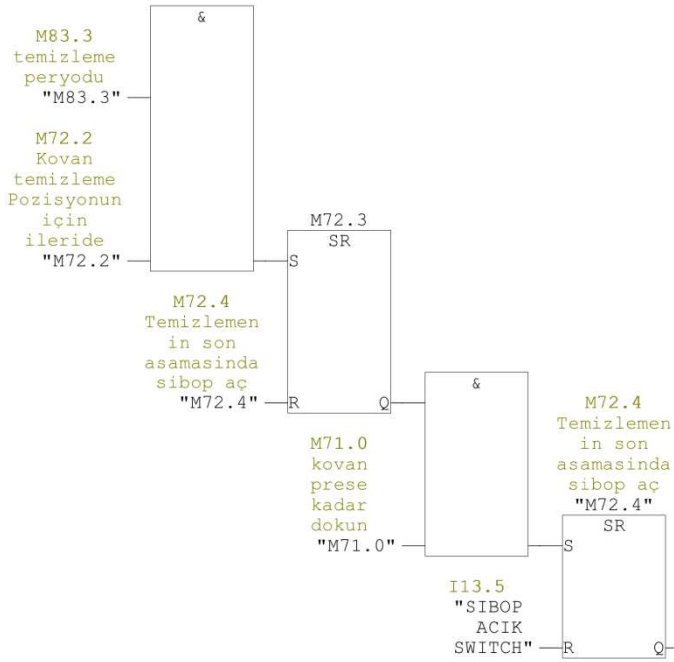 &
M83.3
temizleme
peryodu
"M83.3"
M72.2
Kovan
temizleme
Pozisyonun
için
ileride
"M72.2"
M72.3
SR
S
M72.4
Temizlemen
in son
asamasinda
sibop aç
"M72.4"
R
Q
&
M71.0
kovan
prese
kadar
dokun
"M71.0"
M72.4
Temizlemen
in son
asamasinda
sibop aç
"M72.4"
SR
S
I13.5
"SIBOP
ACIK
SWITCH"
R
Q